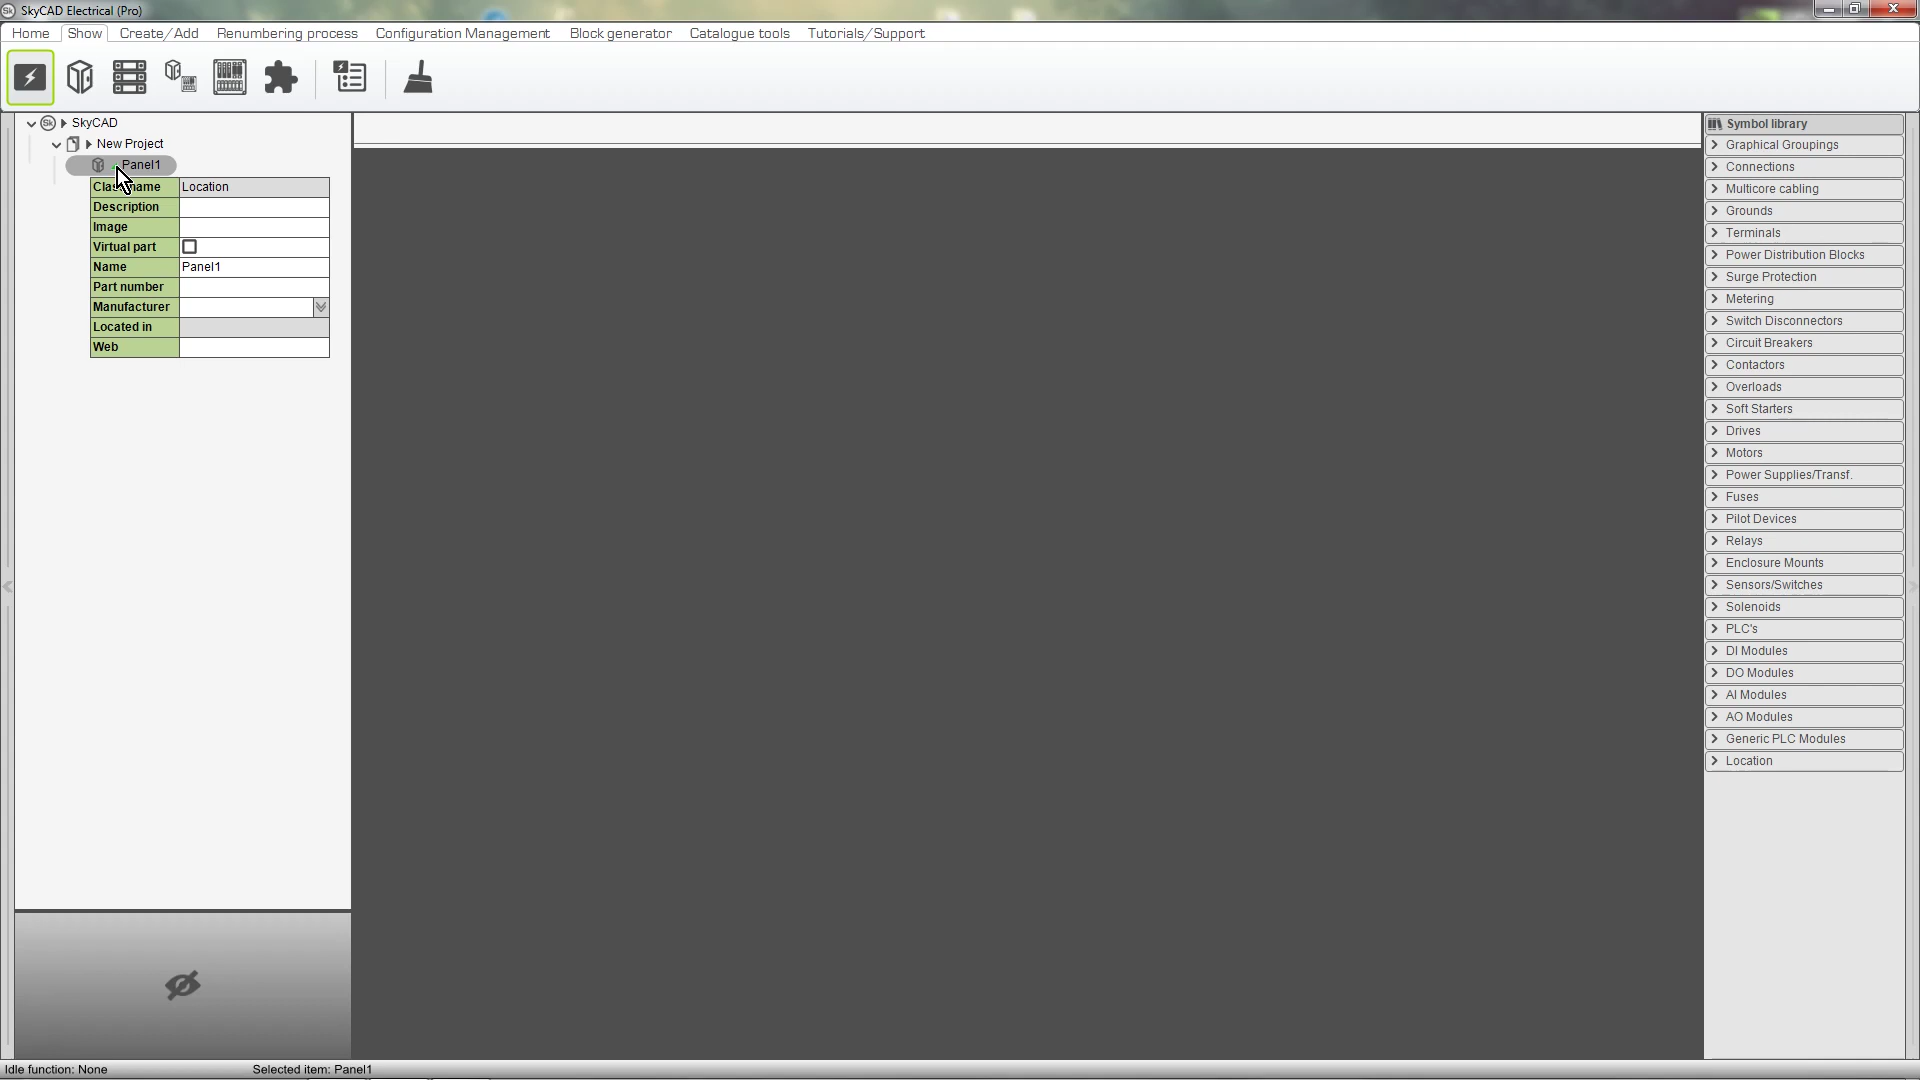 SkyCAD Electrical (Pro)
Home Show Create/Add Renumbering process Configuration Management Block generator Catalogue tools Tutorials/Support
SkyCAD
New Project
Panel1
Class name Location
Description
Image
Virtual part
Name Panel1
Part number
Manufacturer
Located in
Web
Symbol library
Graphical Groupings
Connections
Multicore cabling
Grounds
Terminals
Power Distribution Blocks
Surge Protection
Metering
Switch Disconnectors
Circuit Breakers
Contactors
Overloads
Soft Starters
Drives
Motors
Power Supplies/Transf.
Fuses
Pilot Devices
Relays
Enclosure Mounts
Sensors/Switches
Solenoids
PLC's
DI Modules
DO Modules
AI Modules
AO Modules
Generic PLC Modules
Location
Idle function: None Selected item: Panel1